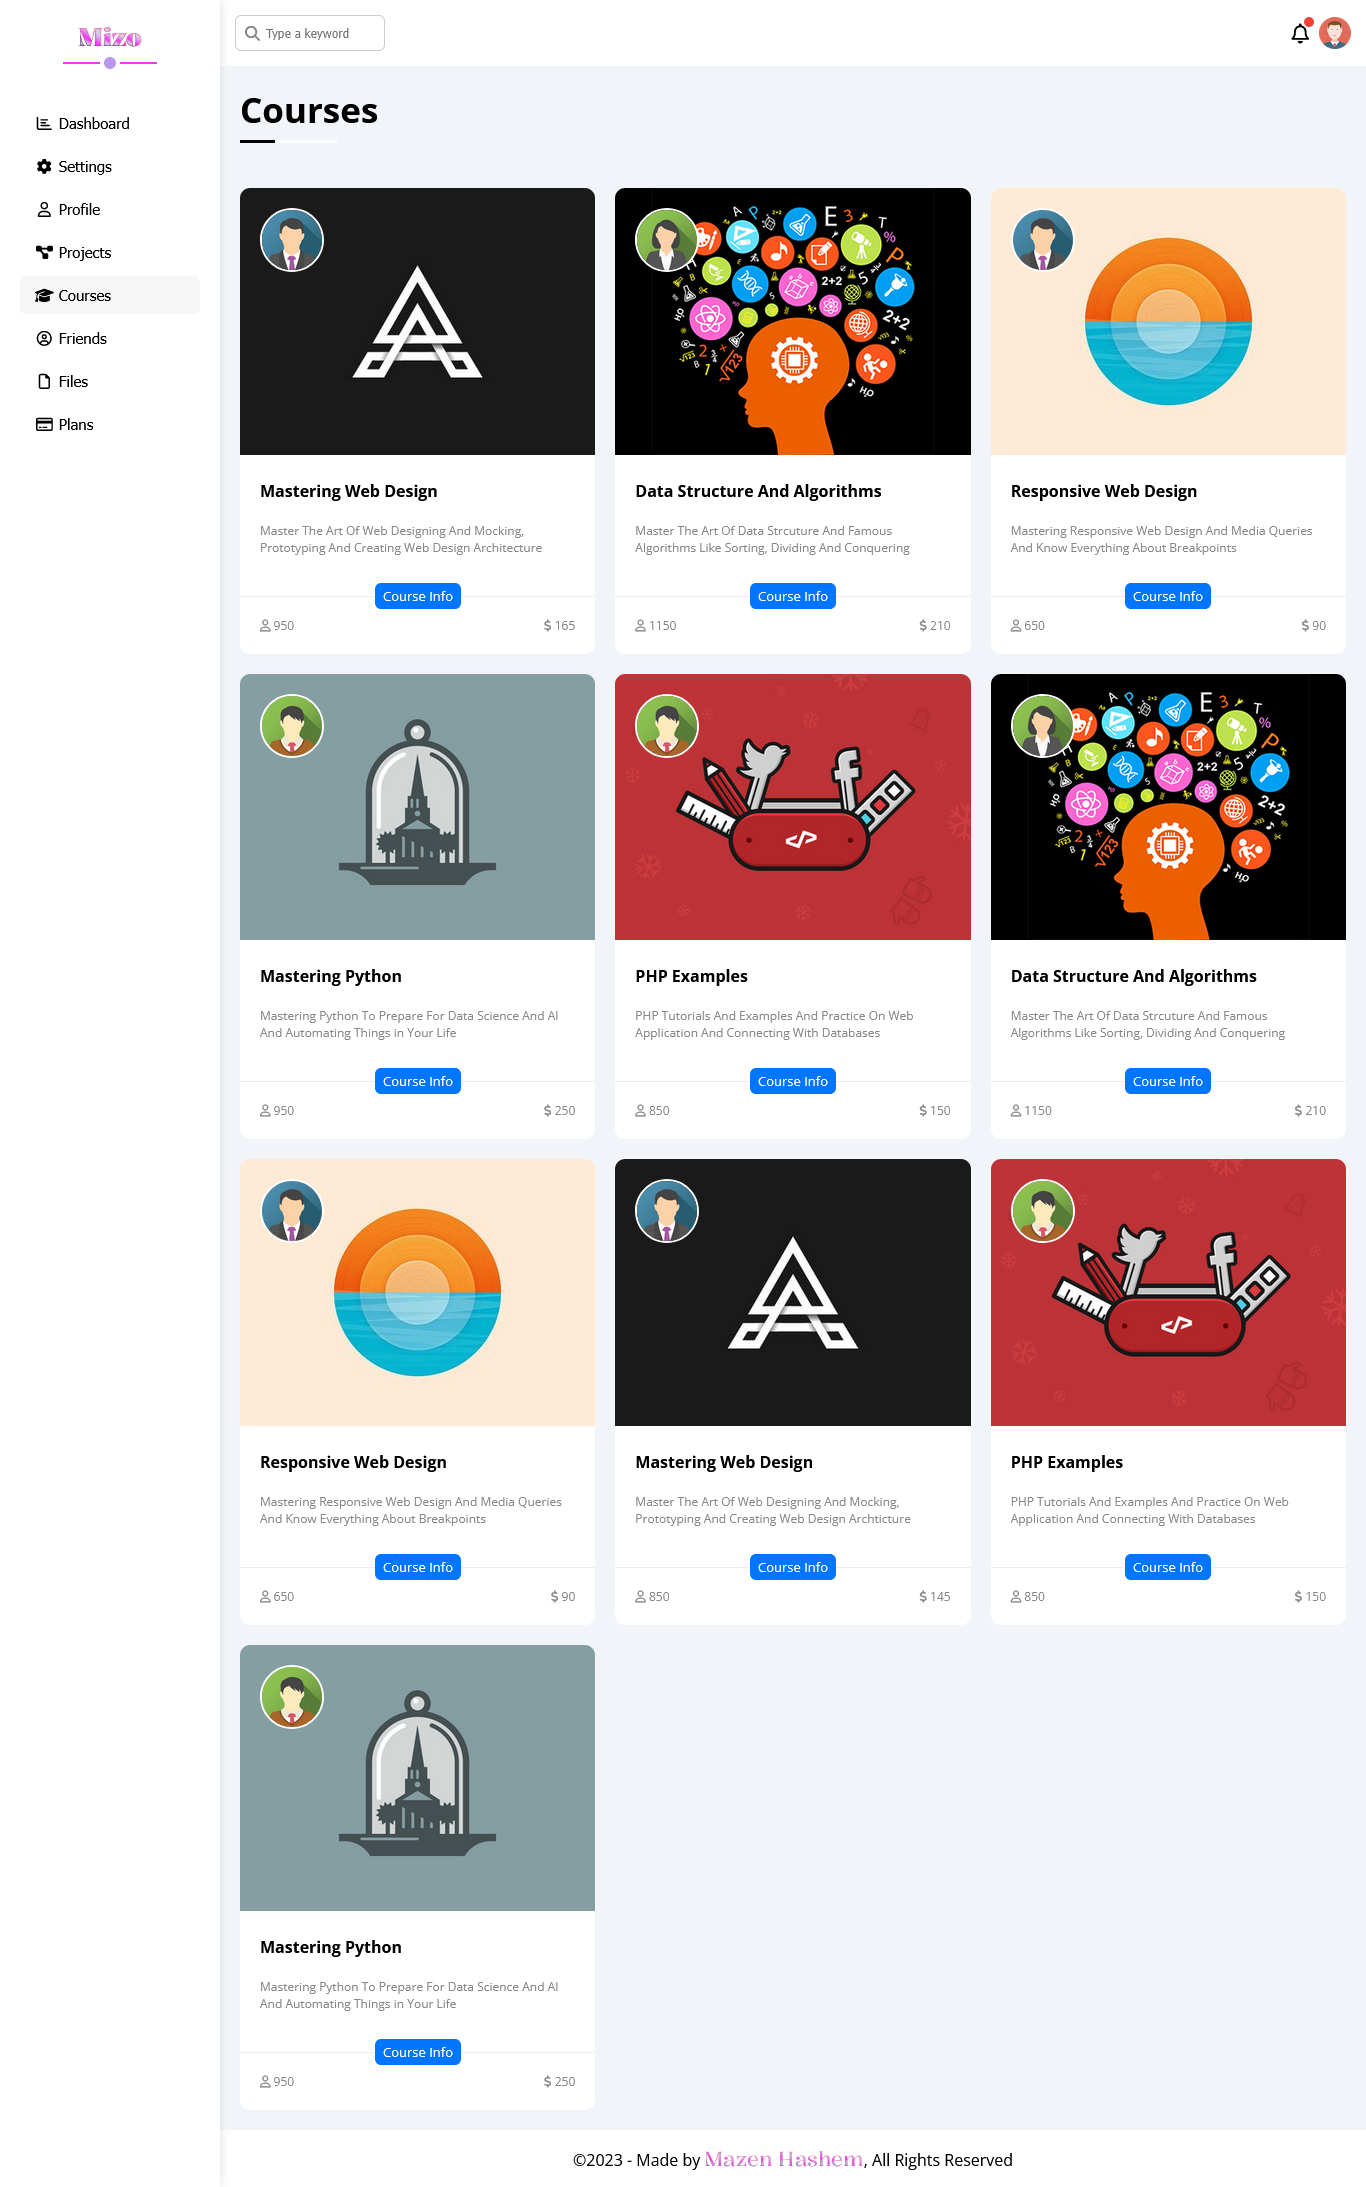 Mizo
Type a keyword
Dashboard
Settings
Profile
Projects
Courses
Friends
Files
Plans
Courses
Mastering Web Design
Master The Art Of Web Designing And Mocking,
Prototyping And Creating Web Design Architecture
Course Info
950
$ 165
Data Structure And Algorithms
Master The Art Of Data Strcuture And Famous
Algorithms Like Sorting, Dividing And Conquering
Course Info
1150
$ 210
Responsive Web Design
Mastering Responsive Web Design And Media Queries
And Know Everything About Breakpoints
Course Info
650
$ 90
Mastering Python
Mastering Python To Prepare For Data Science And AI
And Automating Things in Your Life
Course Info
950
$ 250
PHP Examples
PHP Tutorials And Examples And Practice On Web
Application And Connecting With Databases
Course Info
850
$ 150
Data Structure And Algorithms
Master The Art Of Data Strcuture And Famous
Algorithms Like Sorting, Dividing And Conquering
Course Info
1150
$ 210
Responsive Web Design
Mastering Responsive Web Design And Media Queries
And Know Everything About Breakpoints
Course Info
650
$ 90
Mastering Web Design
Master The Art Of Web Designing And Mocking,
Prototyping And Creating Web Design Archticture
Course Info
850
$ 145
PHP Examples
PHP Tutorials And Examples And Practice On Web
Application And Connecting With Databases
Course Info
850
$ 150
Mastering Python
Mastering Python To Prepare For Data Science And AI
And Automating Things in Your Life
Course Info
950
$ 250
©2023 - Made by Mazen Hashem, All Rights Reserved